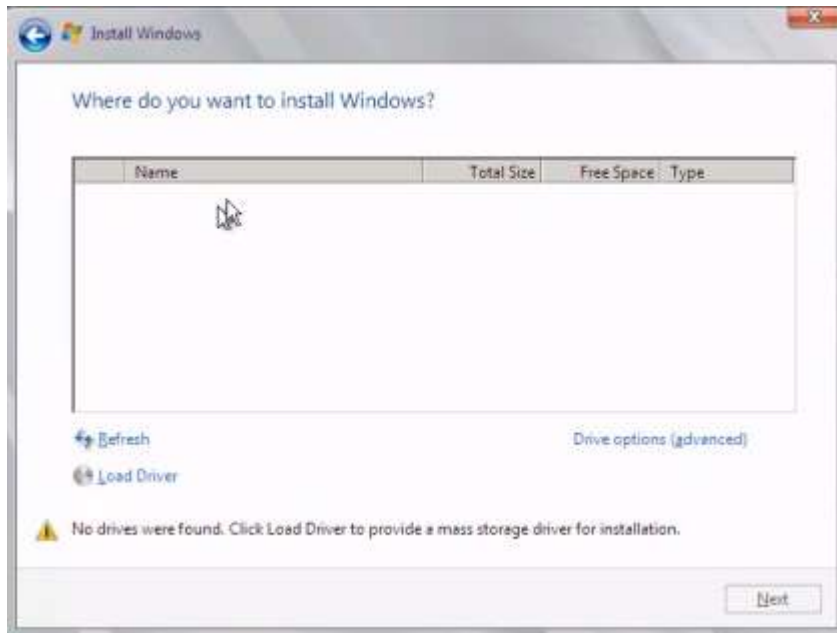 Install Windows
Where do you want to install Windows?
Name Total Size Free Space Type
Refresh Drive options (advanced)
Load Driver
No drives were found. Click Load Driver to provide a mass storage driver for installation.
Next